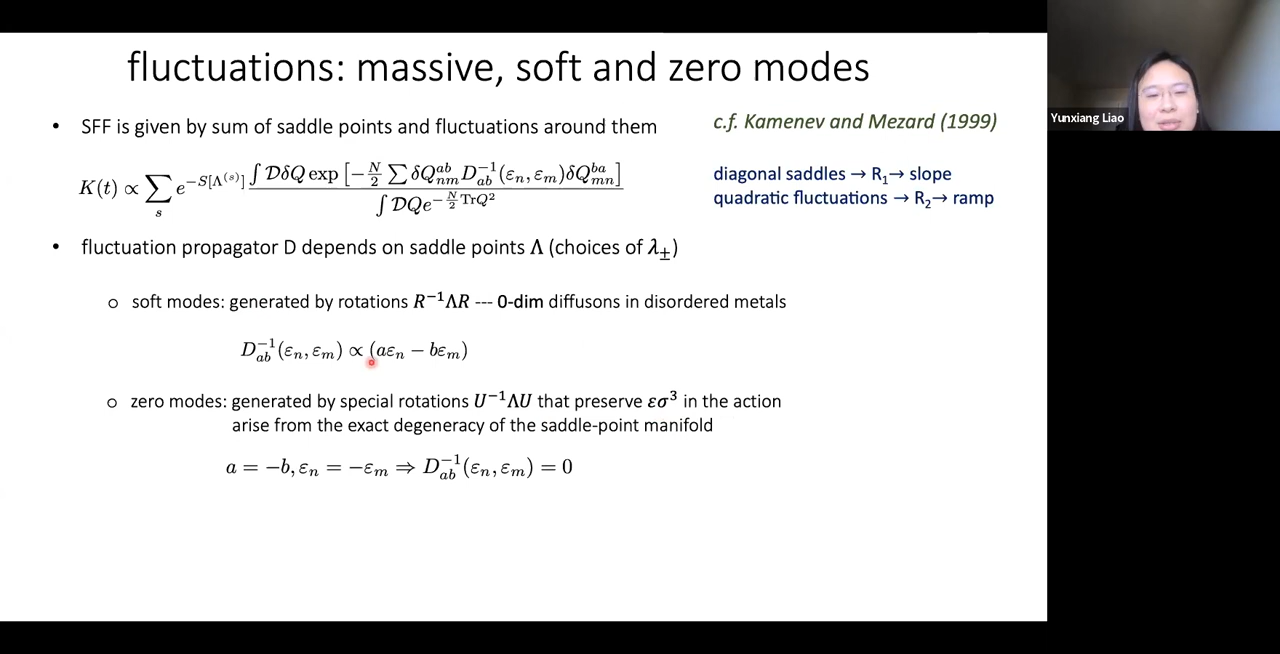 fluctuations: massive, soft and zero modes
• SFF is given by sum of saddle points and fluctuations around them
c.f. Kamenev and Mezard (1999)
K(t) ∝ ∑_s e^{-S[Λ^{(s)}]} \frac{∫ 𝒟δQ exp [-\frac{N}{2} ∑ δQ^{ab}_{nm} D^{-1}_{ab}(ε_n, ε_m) δQ^{ba}_{mn}]}{∫ 𝒟Q e^{-\frac{N}{2} TrQ^2}}
diagonal saddles → R₁→ slope
quadratic fluctuations → R₂→ ramp
• fluctuation propagator D depends on saddle points Λ (choices of λ±)
o soft modes: generated by rotations R⁻¹ΛR --- 0-dim diffusons in disordered metals
D^{-1}_{ab}(ε_n, ε_m) ∝ (aε_n − bε_m)
o zero modes: generated by special rotations U⁻¹ΛU that preserve εσ³ in the action
arise from the exact degeneracy of the saddle-point manifold
a = −b, ε_n = −ε_m ⇒ D^{-1}_{ab}(ε_n, ε_m) = 0
Yunxiang Liao